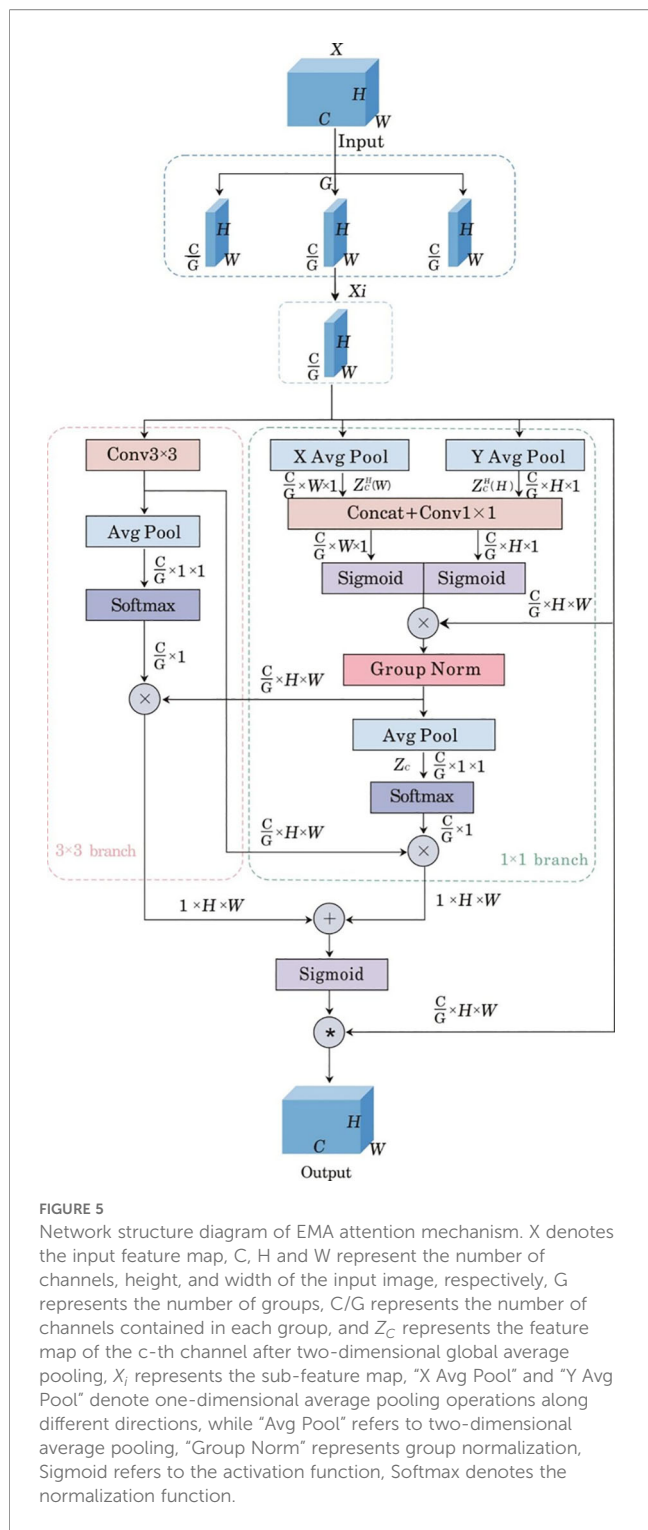 X
H
C W
Input
G
H H H
C/G W C/G W C/G W
Xi
H
C/G W
Conv3×3 X Avg Pool Y Avg Pool
C/G×W×1 Z_c^H(W) Z_c^H(H) C/G×H×1
Concat+Conv1×1
Avg Pool C/G×W×1 C/G×H×1
C/G×1×1 Sigmoid Sigmoid
Softmax × C/G×H×W
C/G×1 C/G×H×W Group Norm
×
Avg Pool
Z_c C/G×1×1
Softmax
C/G×H×W C/G×1
3×3 branch × 1×1 branch
1×H×W 1×H×W
+
Sigmoid
C/G×H×W
*
H
C W
Output
FIGURE 5
Network structure diagram of EMA attention mechanism. X denotes
the input feature map, C, H and W represent the number of
channels, height, and width of the input image, respectively, G
represents the number of groups, C/G represents the number of
channels contained in each group, and Z_C represents the feature
map of the c-th channel after two-dimensional global average
pooling, X_i represents the sub-feature map, “X Avg Pool” and “Y Avg
Pool” denote one-dimensional average pooling operations along
different directions, while “Avg Pool” refers to two-dimensional
average pooling, “Group Norm” represents group normalization,
Sigmoid refers to the activation function, Softmax denotes the
normalization function.